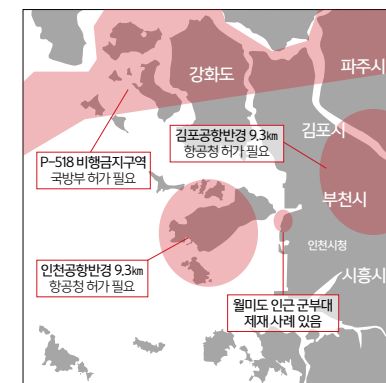 강화도
파주시
김포공항반경 9.3㎞
항공청 허가 필요
김포시
P-518 비행금지구역
국방부 허가 필요
부천시
인천시청
인천공항반경 9.3㎞
항공청 허가 필요
시흥시
월미도 인근 군부대
제재 사례 있음